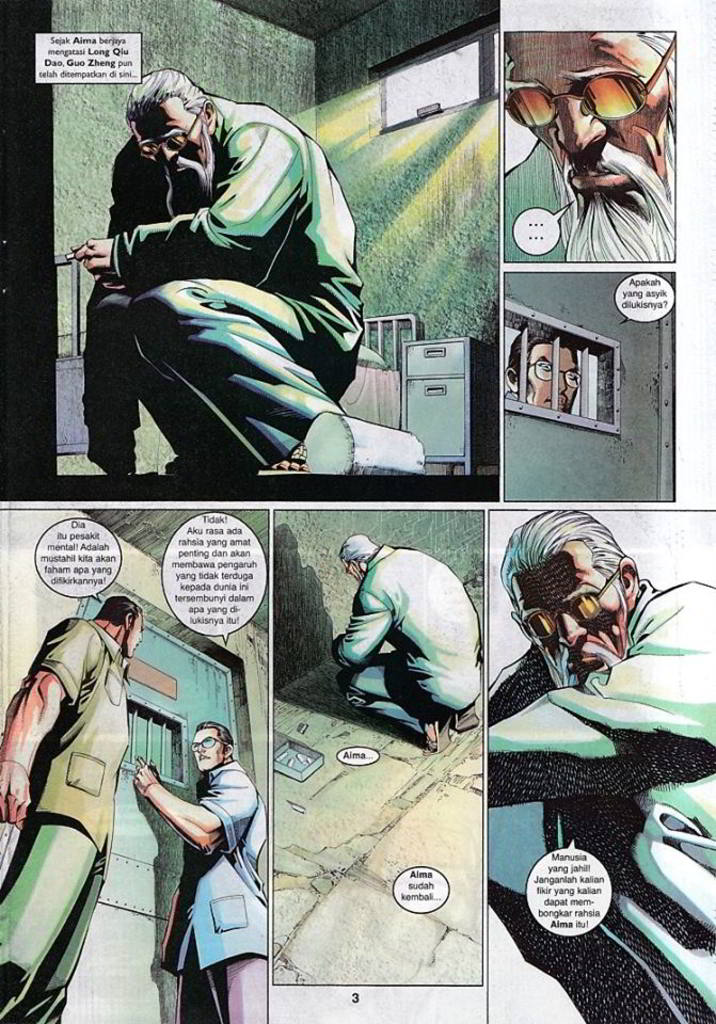 Sejak Aima berjaya
mengatasi Long Qiu
Dao, Guo Zheng pun
telah ditempatkan di sini...
...
...
Apakah
yang asyik
dilukisnya?
Dia
itu pesakit
mental! Adalah
mustahil kita akan
faham apa yang
difikirkannya!
Tidak!
Aku rasa ada
rahsia yang amat
penting dan akan
membawa pengaruh
yang tidak terduga
kepada dunia ini
tersembunyi dalam
apa yang di-
lukisnya itu!
Aima...
Aima
sudah
kembali...
Manusia
yang jahil!
Janganlah kalian
fikir yang kalian
dapat mem-
bongkar rahsia
Aima itu!
3